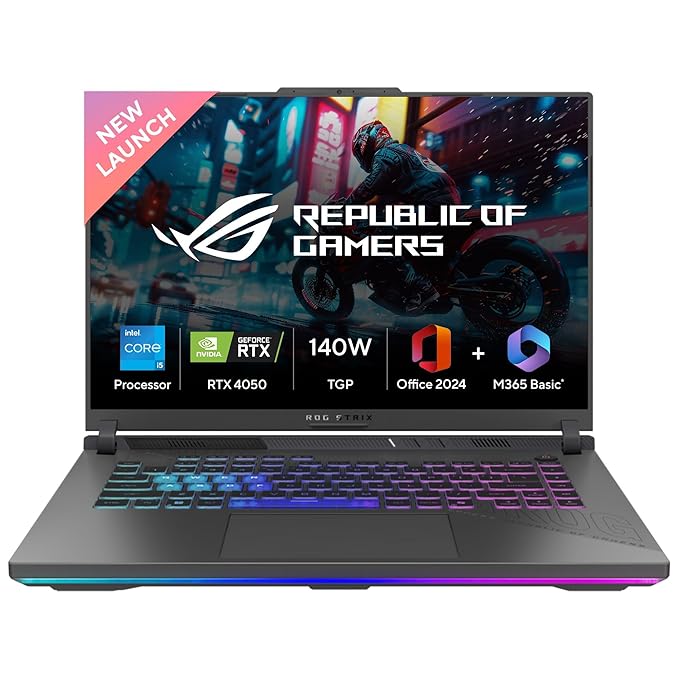 NEW
LAUNCH
REPUBLIC OF
GAMERS
intel.
CORE
i5
Processor
NVIDIA
GEFORCE
RTX
RTX 4050
140W
TGP
Office 2024
+
M365 Basic*
ROG STRIX
ROG